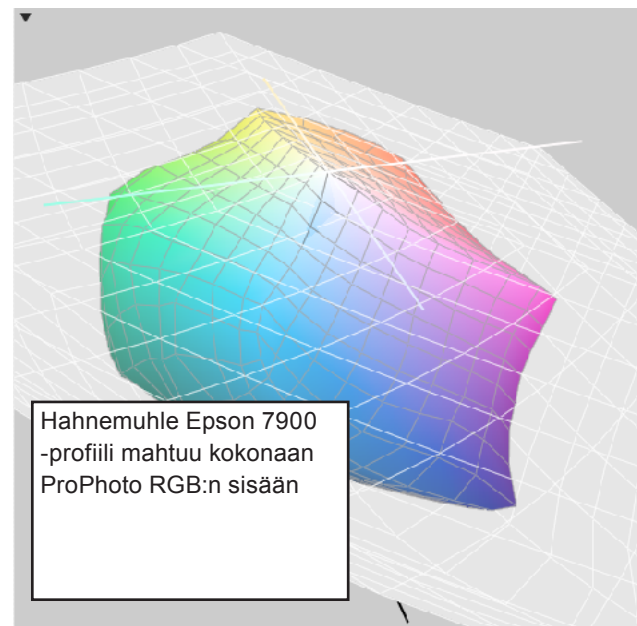 Hahnemuhle Epson 7900
-profiili mahtuu kokonaan
ProPhoto RGB:n sisään